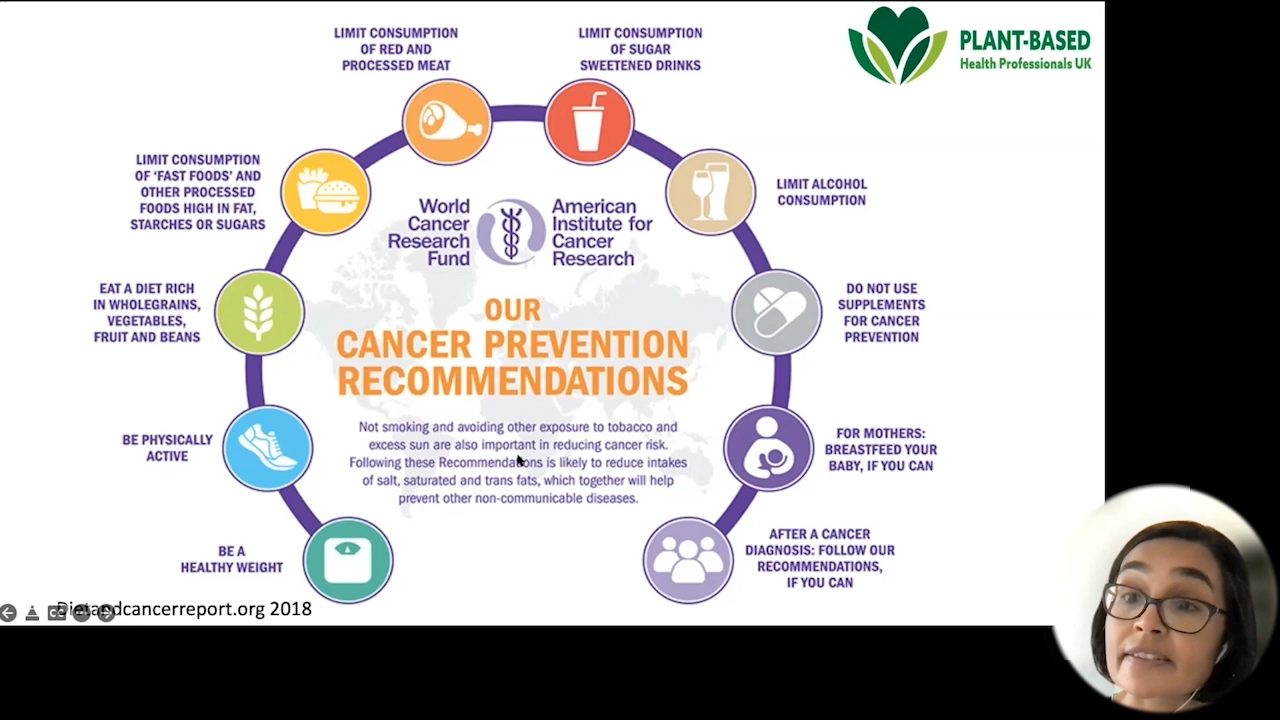 LIMIT CONSUMPTION
OF RED AND
PROCESSED MEAT
LIMIT CONSUMPTION
OF SUGAR
SWEETENED DRINKS
PLANT-BASED
Health Professionals UK
LIMIT CONSUMPTION
OF ‘FAST FOODS’ AND
OTHER PROCESSED
FOODS HIGH IN FAT,
STARCHES OR SUGARS
LIMIT ALCOHOL
CONSUMPTION
World
Cancer
Research
Fund
American
Institute for
Cancer
Research
EAT A DIET RICH
IN WHOLEGRAINS,
VEGETABLES,
FRUIT AND BEANS
DO NOT USE
SUPPLEMENTS
FOR CANCER
PREVENTION
OUR
CANCER PREVENTION
RECOMMENDATIONS
Not smoking and avoiding other exposure to tobacco and
excess sun are also important in reducing cancer risk.
Following these Recommendations is likely to reduce intakes
of salt, saturated and trans fats, which together will help
prevent other non-communicable diseases.
BE PHYSICALLY
ACTIVE
FOR MOTHERS:
BREASTFEED YOUR
BABY, IF YOU CAN
BE A
HEALTHY WEIGHT
AFTER A CANCER
DIAGNOSIS: FOLLOW OUR
RECOMMENDATIONS,
IF YOU CAN
Dietandcancerreport.org 2018
CC